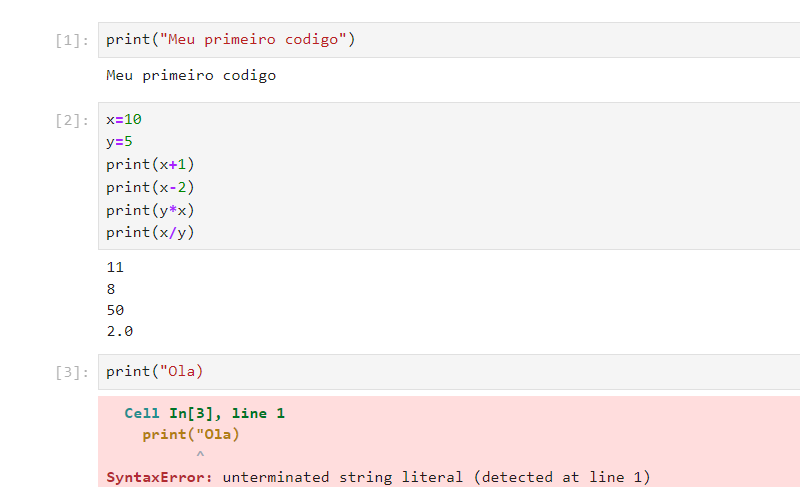 [1]: print("Meu primeiro codigo")
Meu primeiro codigo
[2]: x=10
y=5
print(x+1)
print(x-2)
print(y*x)
print(x/y)
11
8
50
2.0
[3]: print("Ola)
Cell In[3], line 1
print("Ola)
^
SyntaxError: unterminated string literal (detected at line 1)